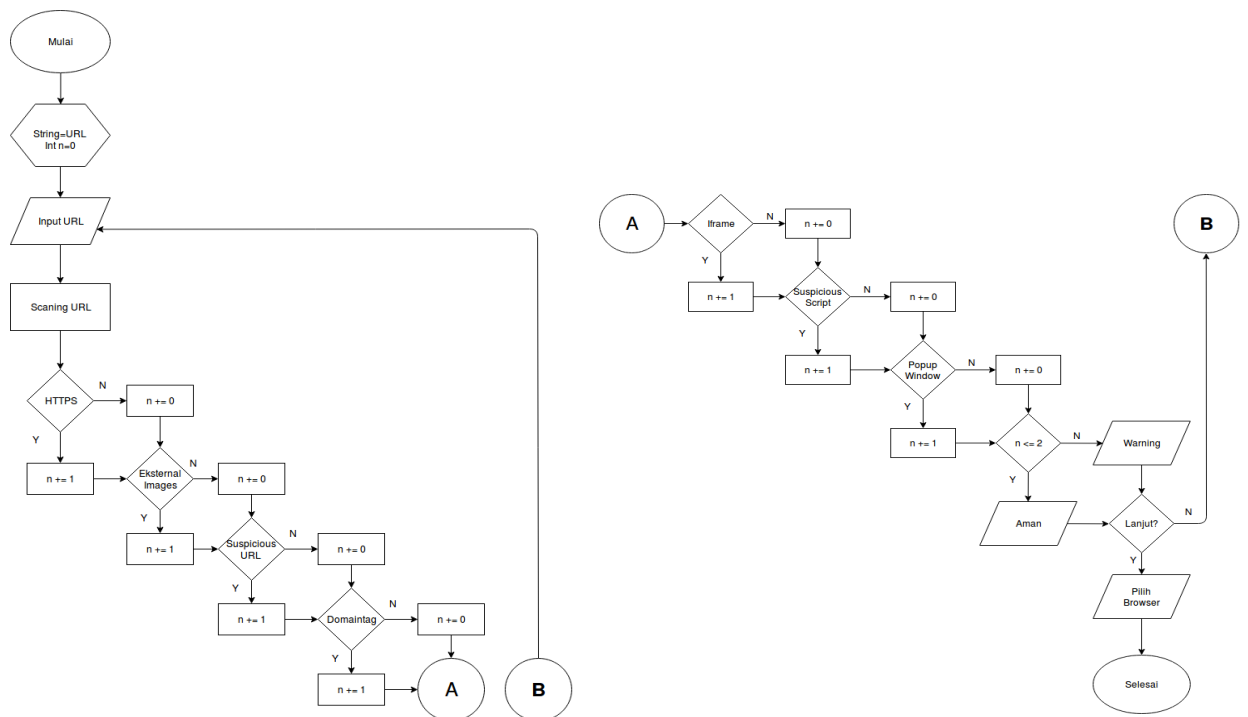 Mulai
String=URL
Int n=0
Input URL
Scaning URL
HTTPS
N
n += 0
Y
n += 1
Eksternal
Images
N
n += 0
Y
n += 1
Suspicious
URL
N
n += 0
Y
n += 1
Domaintag
N
n += 0
Y
n += 1
A
B
A
Iframe
N
n += 0
Y
n += 1
Suspicious
Script
N
n += 0
Y
n += 1
Popup
Window
N
n += 0
Y
n += 1
n <= 2
N
Warning
Y
Aman
Lanjut?
N
B
Y
Pilih
Browser
Selesai